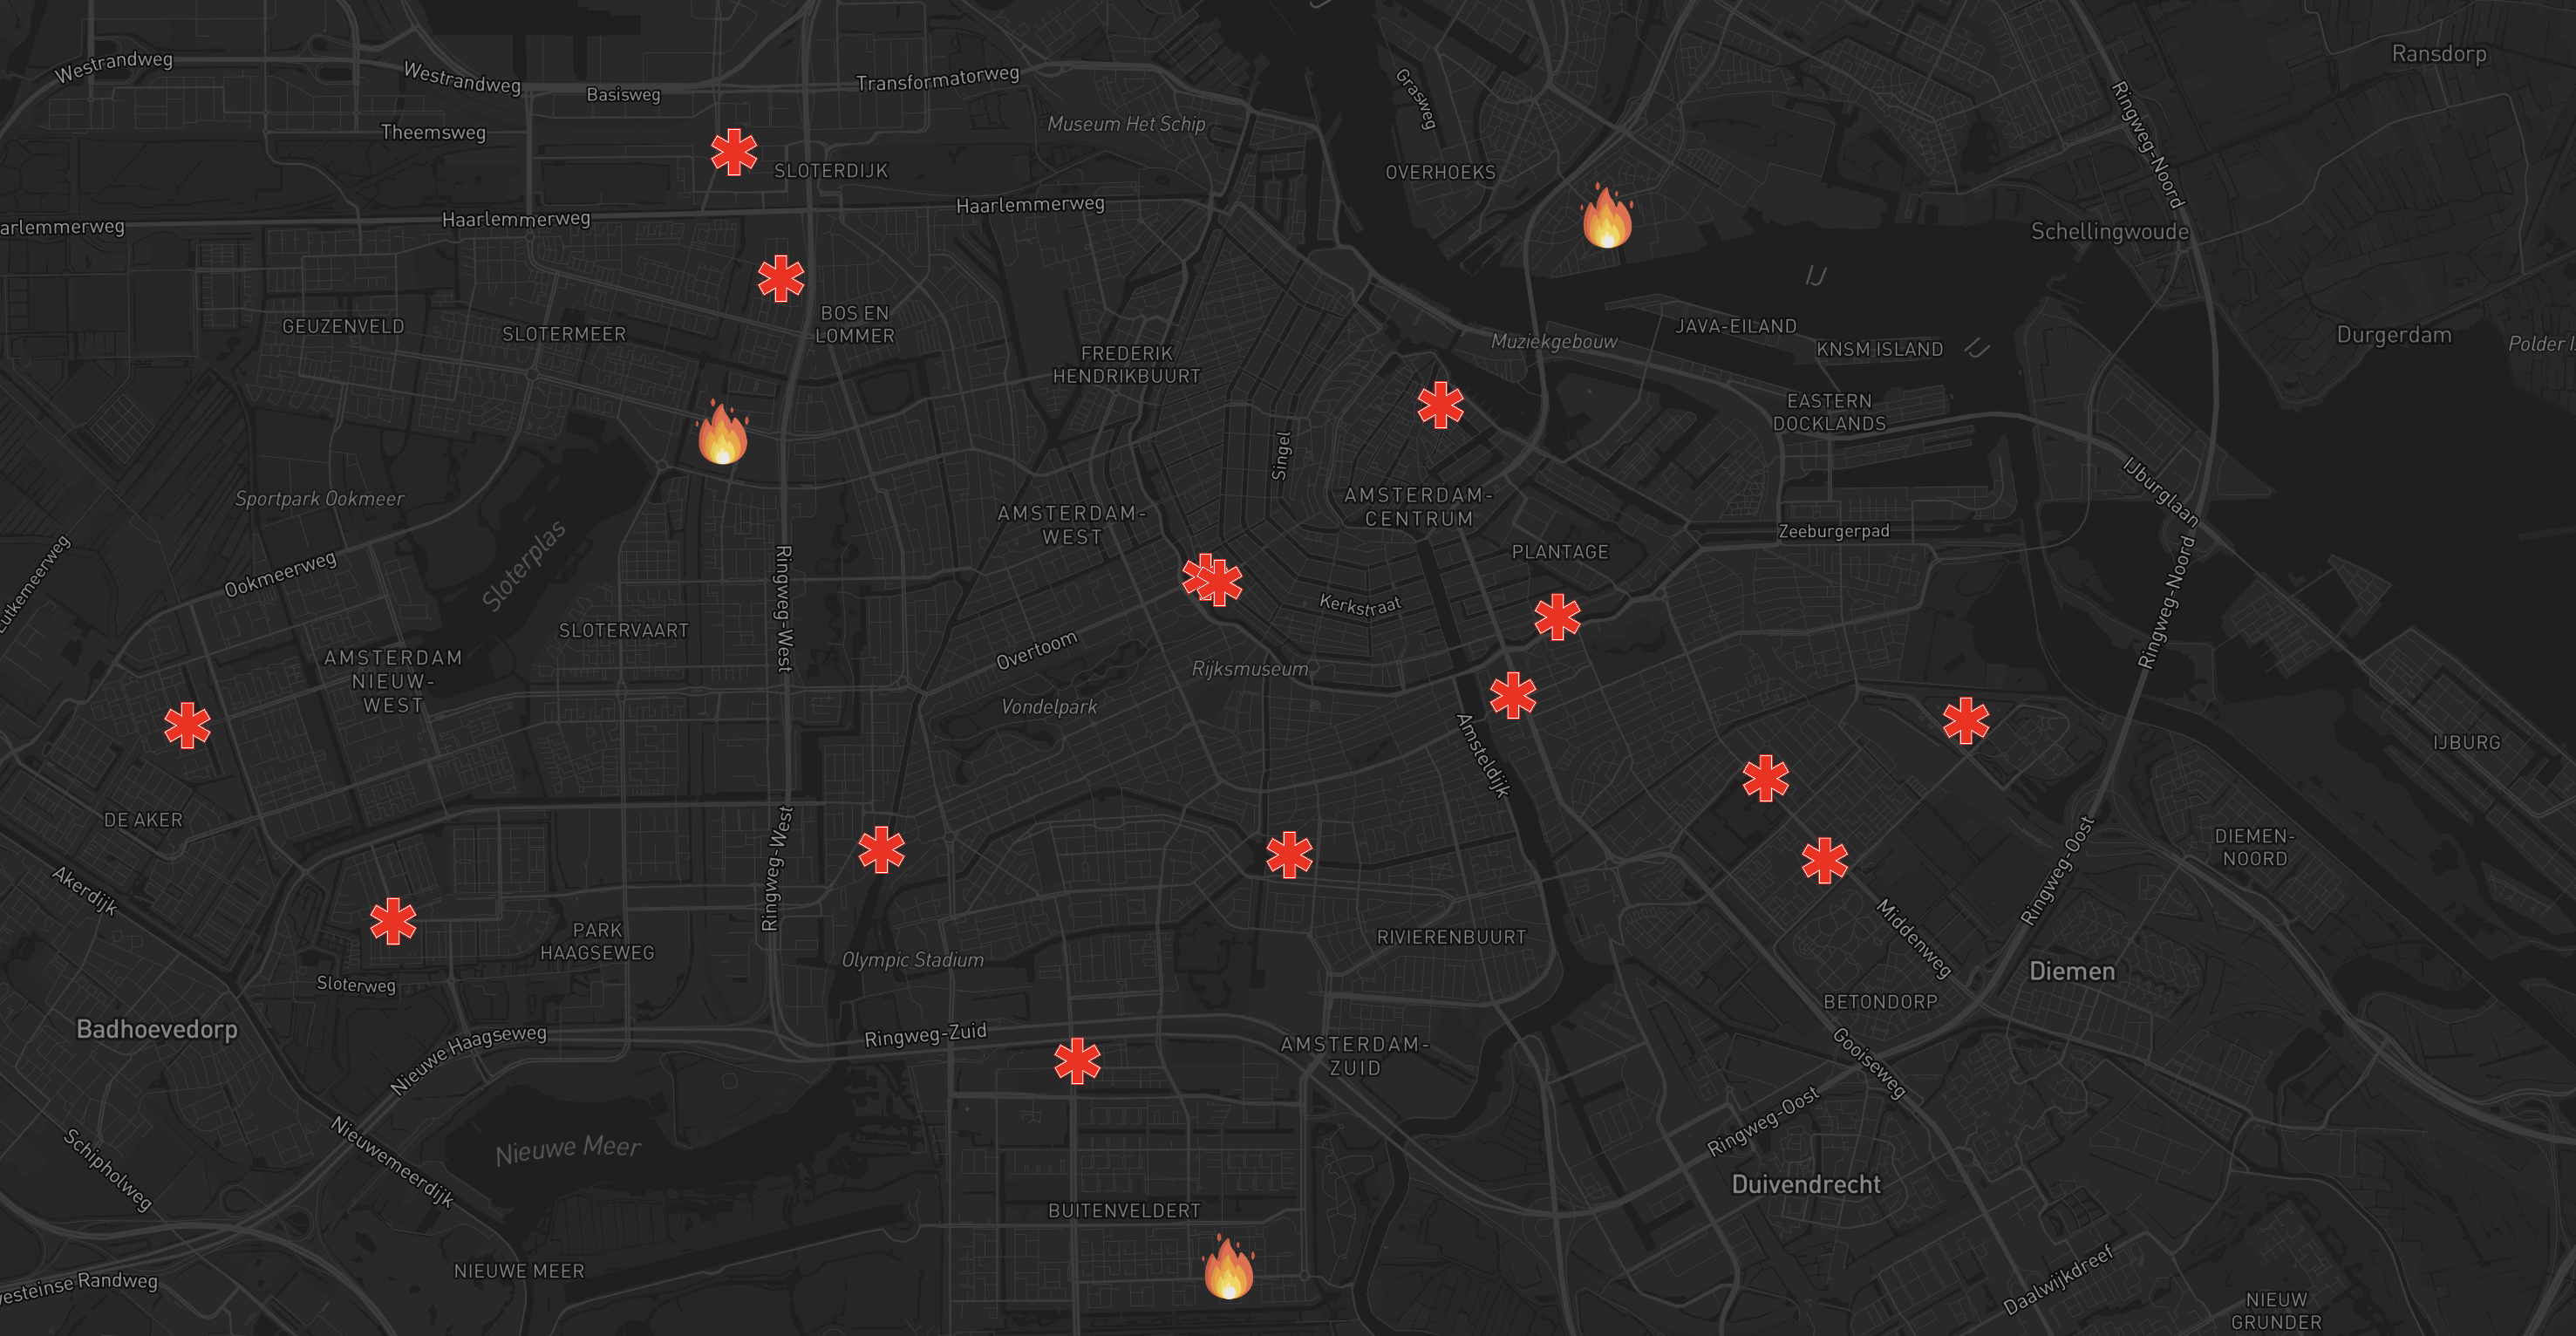 Ransdorp
Westrandweg
Westrandweg
Basisweg
Transformatorweg
Grasweg
Ringweg-Noord
Theemsweg
Museum Het Schip
SLOTERDIJK
OVERHOEKS
arlemmerweg
Haarlemmerweg
Haarlemmerweg
Schellingwoude
IJ
GEUZENVELD
SLOTERMEER
BOS EN
LOMMER
FREDERIK
HENDRIKBUURT
Muziekgebouw
JAVA-EILAND
KNSM ISLAND
IJ
Durgerdam
Polder I
EASTERN
DOCKLANDS
Singel
Sportpark Ookmeer
AMSTERDAM-
WEST
AMSTERDAM-
CENTRUM
IJburglaan
Zeeburgerpad
PLANTAGE
Sloterplas
Ookmeerweg
utkemeerweg
Ringweg-West
Ringweg-Noord
Kerkstraat
SLOTERVAART
Overtoom
Rijksmuseum
AMSTERDAM
NIEUW-
WEST
Vondelpark
Amsteldijk
IJBURG
DE AKER
Ringweg-West
Ringweg-Oost
DIEMEN-
NOORD
Akerdijk
PARK
HAAGSEWEG
RIVIERENBUURT
Middenweg
Olympic Stadium
Sloterweg
Diemen
BETONDORP
Badhoevedorp
Nieuwe Haagseweg
Ringweg-Zuid
AMSTERDAM-
ZUID
Gooiseweg
Ringweg-Oost
Nieuwe Meer
Schipholweg
Nieuwemeerdijk
Duivendrecht
BUITENVELDERT
NIEUWE MEER
westeinse Randweg
Daalwijkdreef
NIEUW
GRUNDER